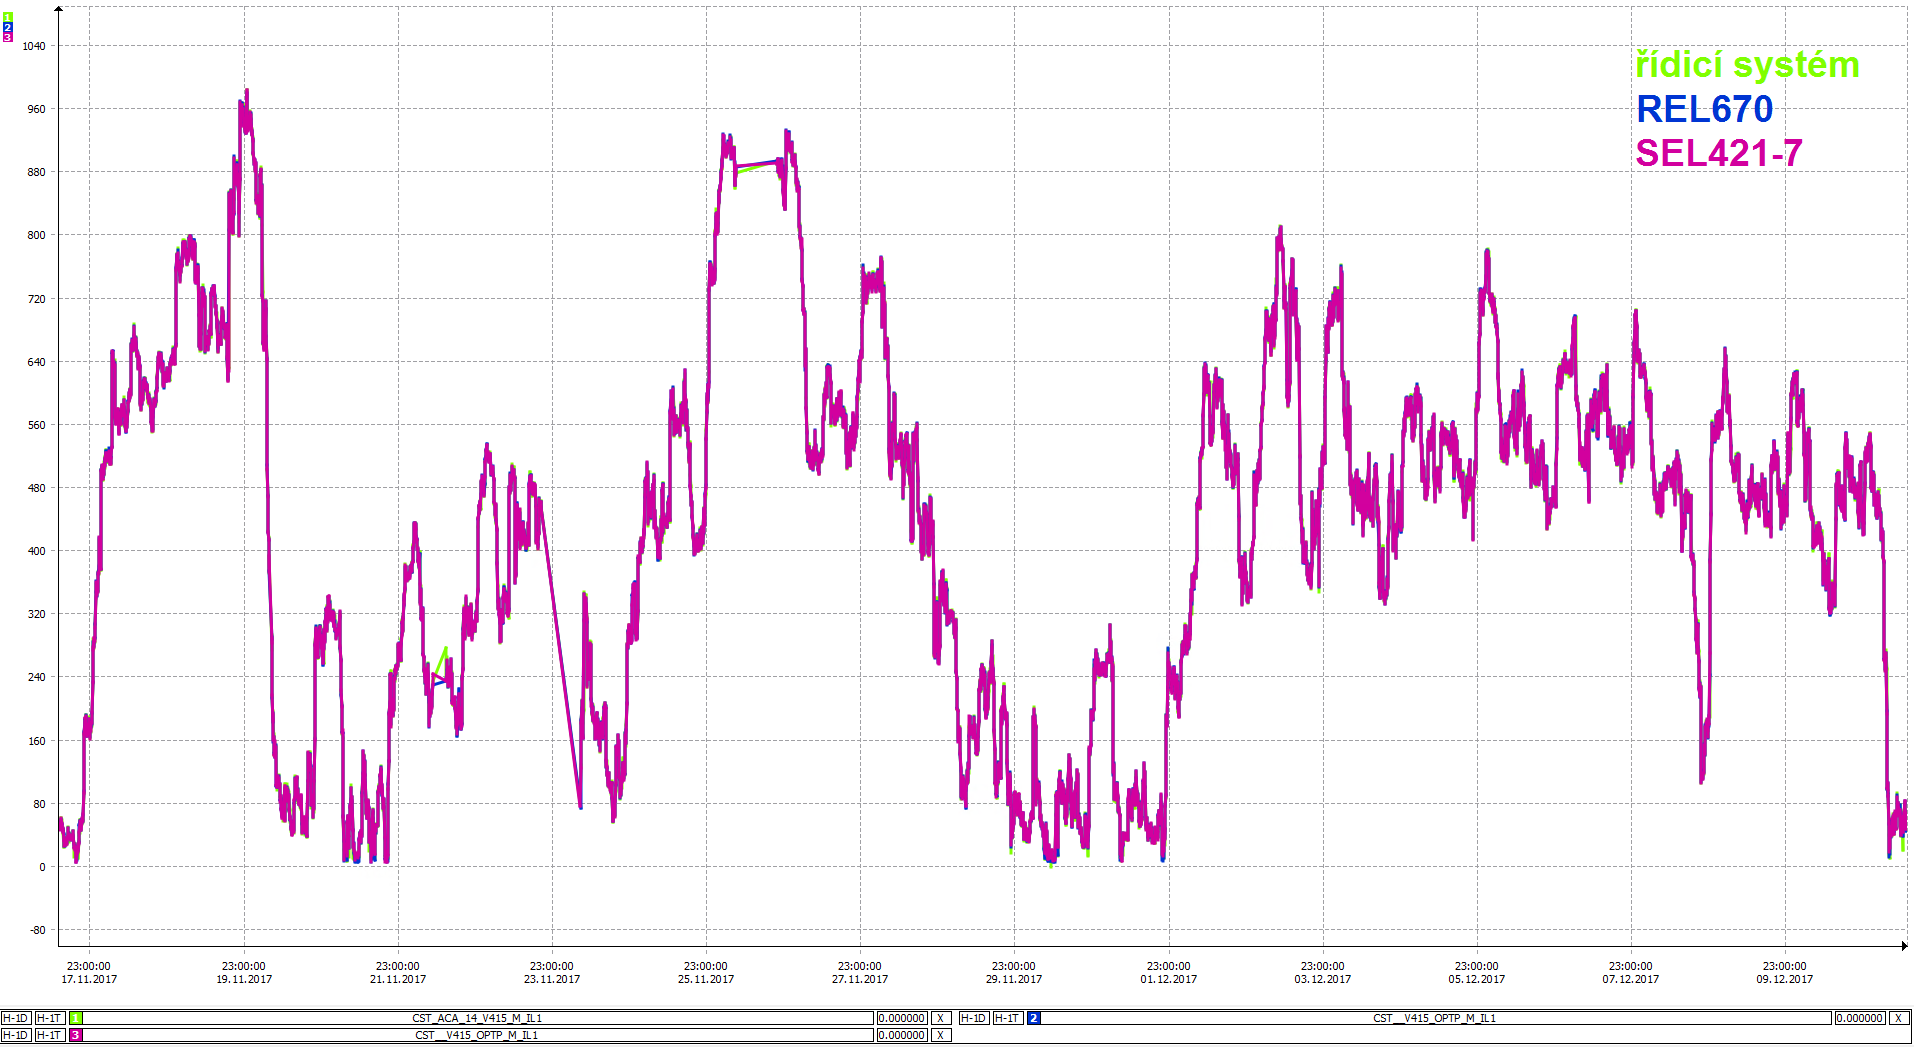 1
2
3
řídicí systém
REL670
SEL421-7
1040
960
880
800
720
640
560
480
400
320
240
160
80
0
-80
23:00:00 23:00:00 23:00:00 23:00:00 23:00:00 23:00:00 23:00:00 23:00:00 23:00:00 23:00:00 23:00:00 23:00:00
17.11.2017 19.11.2017 21.11.2017 23.11.2017 25.11.2017 27.11.2017 29.11.2017 01.12.2017 03.12.2017 05.12.2017 07.12.2017 09.12.2017
H-1D H-1T 1 CST_ACA_14_V415_M_IL1 0.000000 X H-1D H-1T 2 CST__V415_OPTP_M_IL1 0.000000 X
H-1D H-1T 3 CST__V415_OPTP_M_IL1 0.000000 X